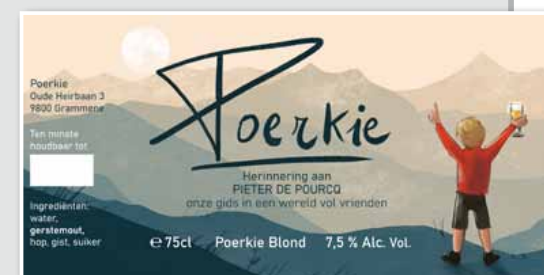 Poerkie
Oude Heirbaan 3
9800 Grammene
Ten minste
houdbaar tot
Ingrediënten:
water,
gerstemout,
hop, gist, suiker
Poerkie
Herinnering aan
PIETER DE POURCQ
onze gids in een wereld vol vrienden
℮ 75cl Poerkie Blond 7,5 % Alc. Vol.